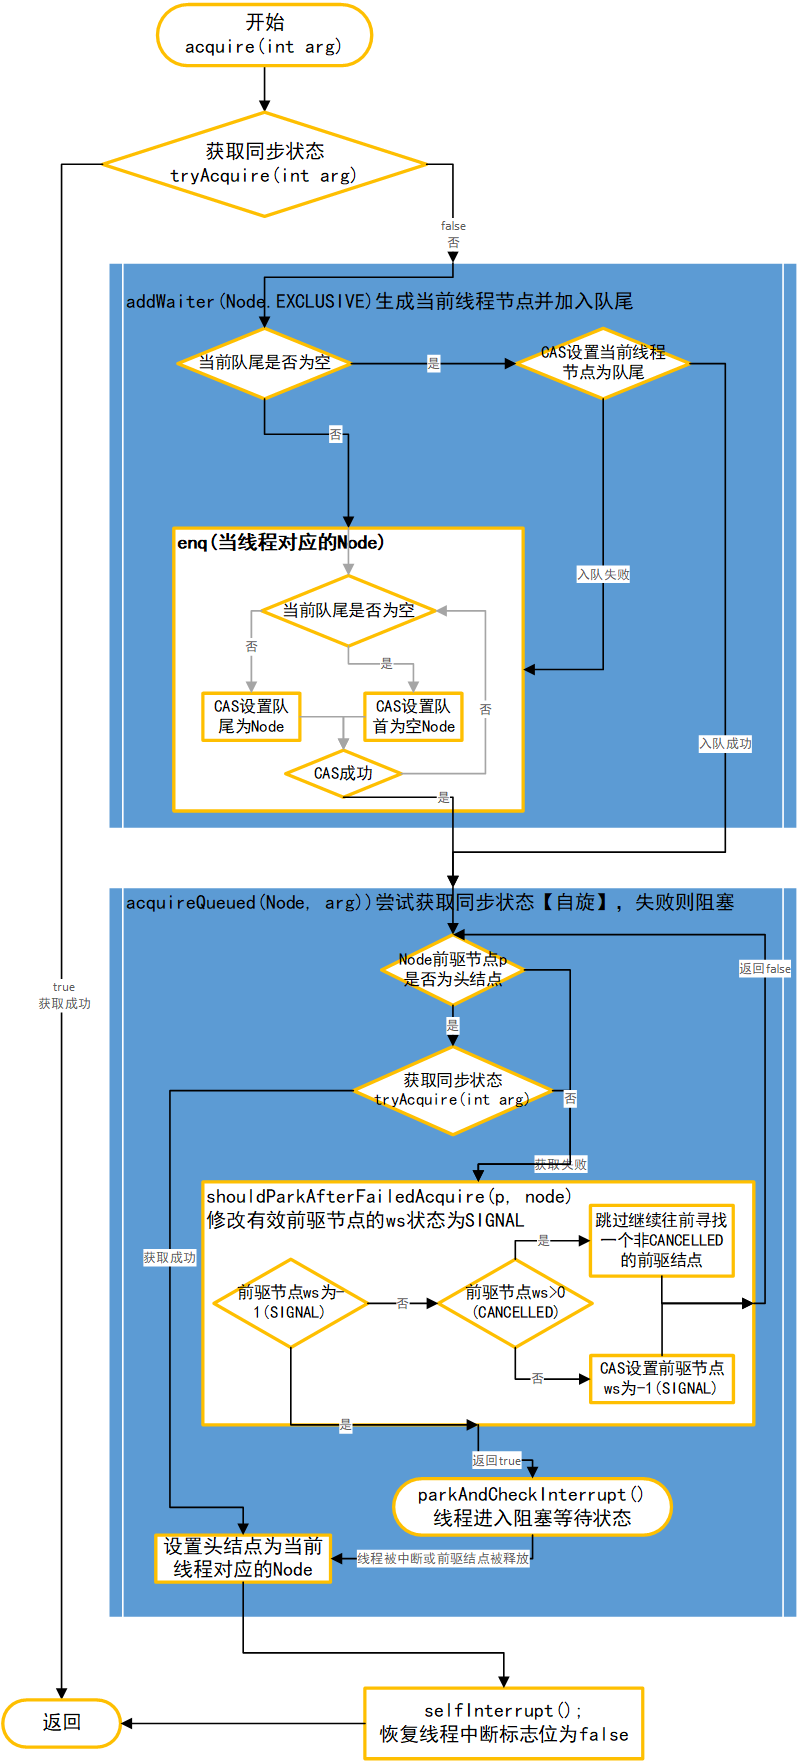 开始
acquire(int arg)
获取同步状态
tryAcquire(int arg)
false
否
addWaiter(Node.EXCLUSIVE)生成当前线程节点并加入队尾
当前队尾是否为空
是
CAS设置当前线程
节点为队尾
否
enq(当线程对应的Node)
入队失败
当前队尾是否为空
否
是
CAS设置队
尾为Node
CAS设置队
首为空Node
否
入队成功
CAS成功
是
acquireQueued(Node, arg))尝试获取同步状态【自旋】，失败则阻塞
Node前驱节点p
是否为头结点
返回false
true
获取成功
是
获取同步状态
tryAcquire(int arg)
否
获取失败
shouldParkAfterFailedAcquire(p, node)
修改有效前驱节点的ws状态为SIGNAL
跳过继续往前寻找
一个非CANCELLED
的前驱结点
是
获取成功
前驱节点ws为-
1(SIGNAL)
否
前驱节点ws>0
(CANCELLED)
否
CAS设置前驱节点
ws为-1(SIGNAL)
是
返回true
parkAndCheckInterrupt()
线程进入阻塞等待状态
设置头结点为当前
线程对应的Node
线程被中断或前驱结点被释放
selfInterrupt();
恢复线程中断标志位为false
返回